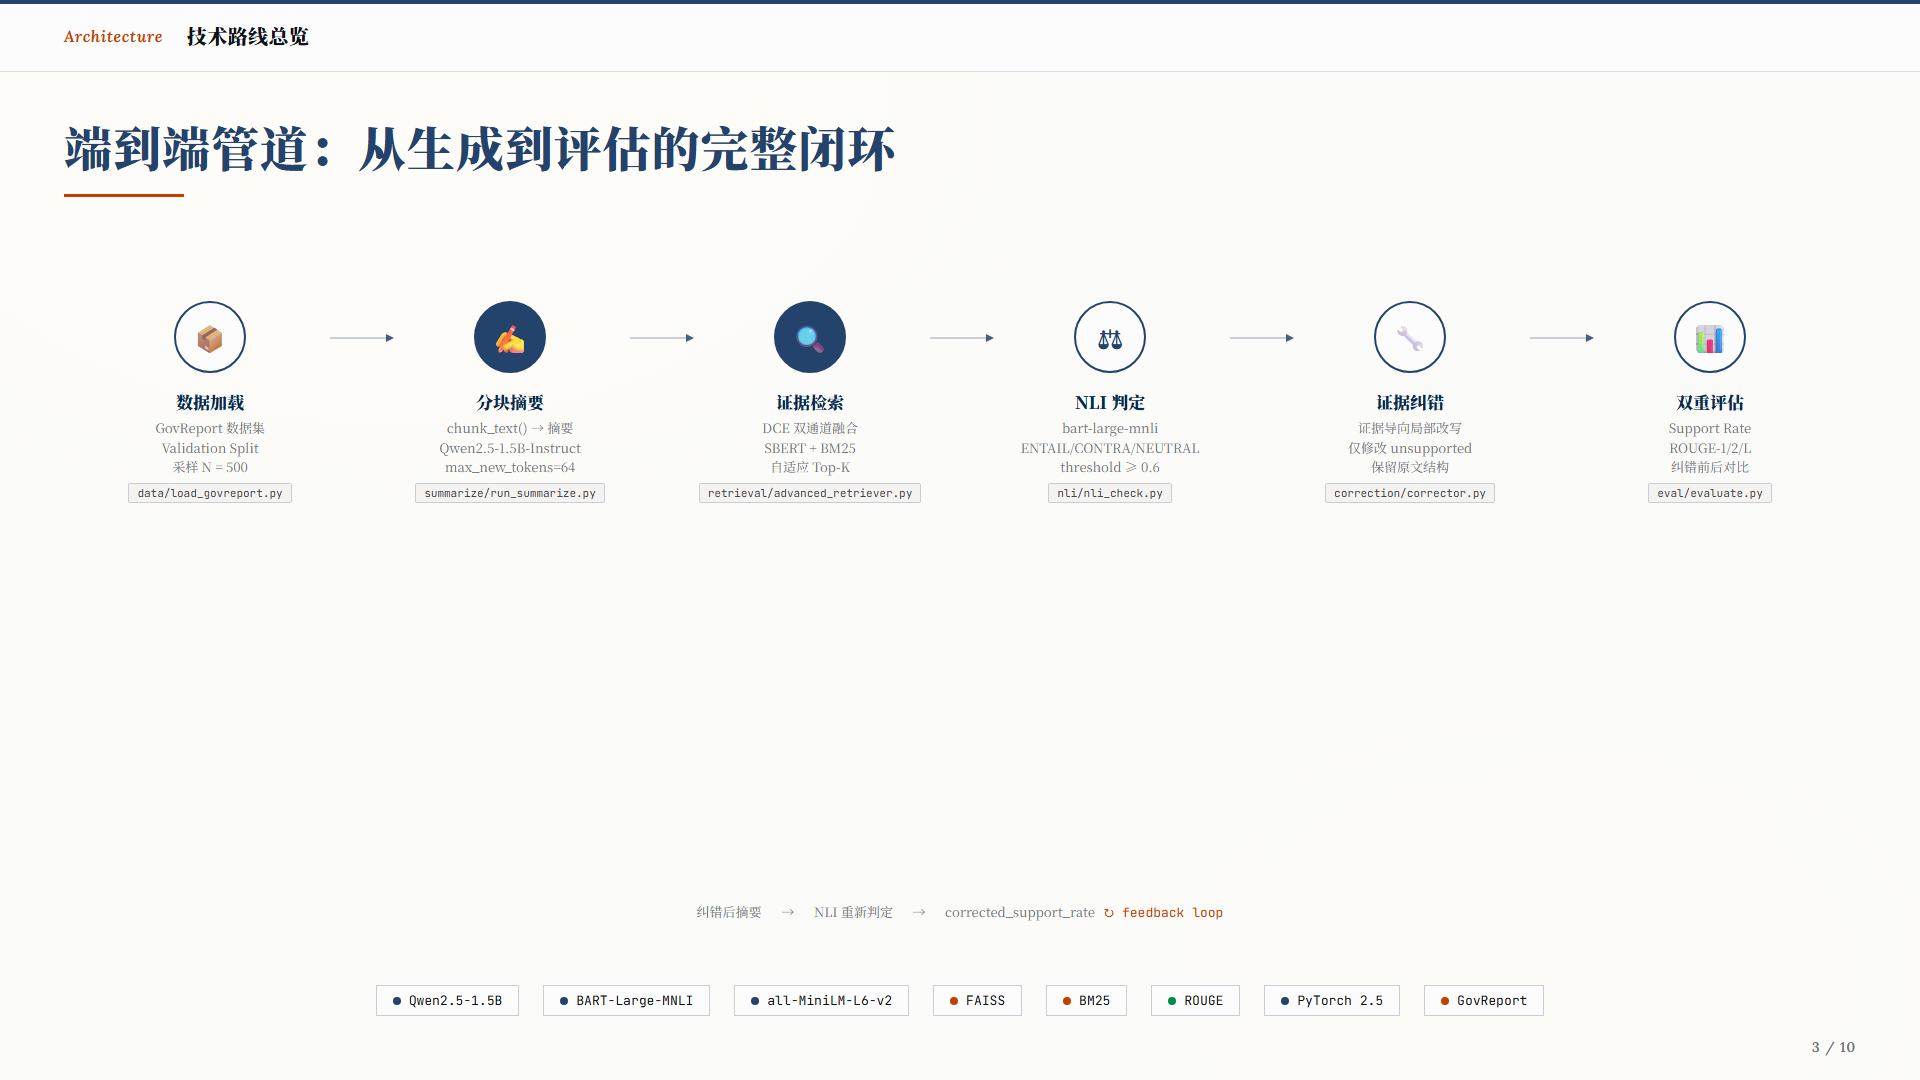 Architecture 技术路线总览
端到端管道：从生成到评估的完整闭环
数据加载
GovReport 数据集
Validation Split
采样 N = 500
data/load_govreport.py
分块摘要
chunk_text() → 摘要
Qwen2.5-1.5B-Instruct
max_new_tokens=64
summarize/run_summarize.py
证据检索
DCE 双通道融合
SBERT + BM25
自适应 Top-K
retrieval/advanced_retriever.py
NLI 判定
bart-large-mnli
ENTAIL/CONTRA/NEUTRAL
threshold ⩾ 0.6
nli/nli_check.py
证据纠错
证据导向局部改写
仅修改 unsupported
保留原文结构
correction/corrector.py
双重评估
Support Rate
ROUGE-1/2/L
纠错前后对比
eval/evaluate.py
纠错后摘要 → NLI 重新判定 → corrected_support_rate ↻ feedback loop
Qwen2.5-1.5B
BART-Large-MNLI
all-MiniLM-L6-v2
FAISS
BM25
ROUGE
PyTorch 2.5
GovReport
3 / 10